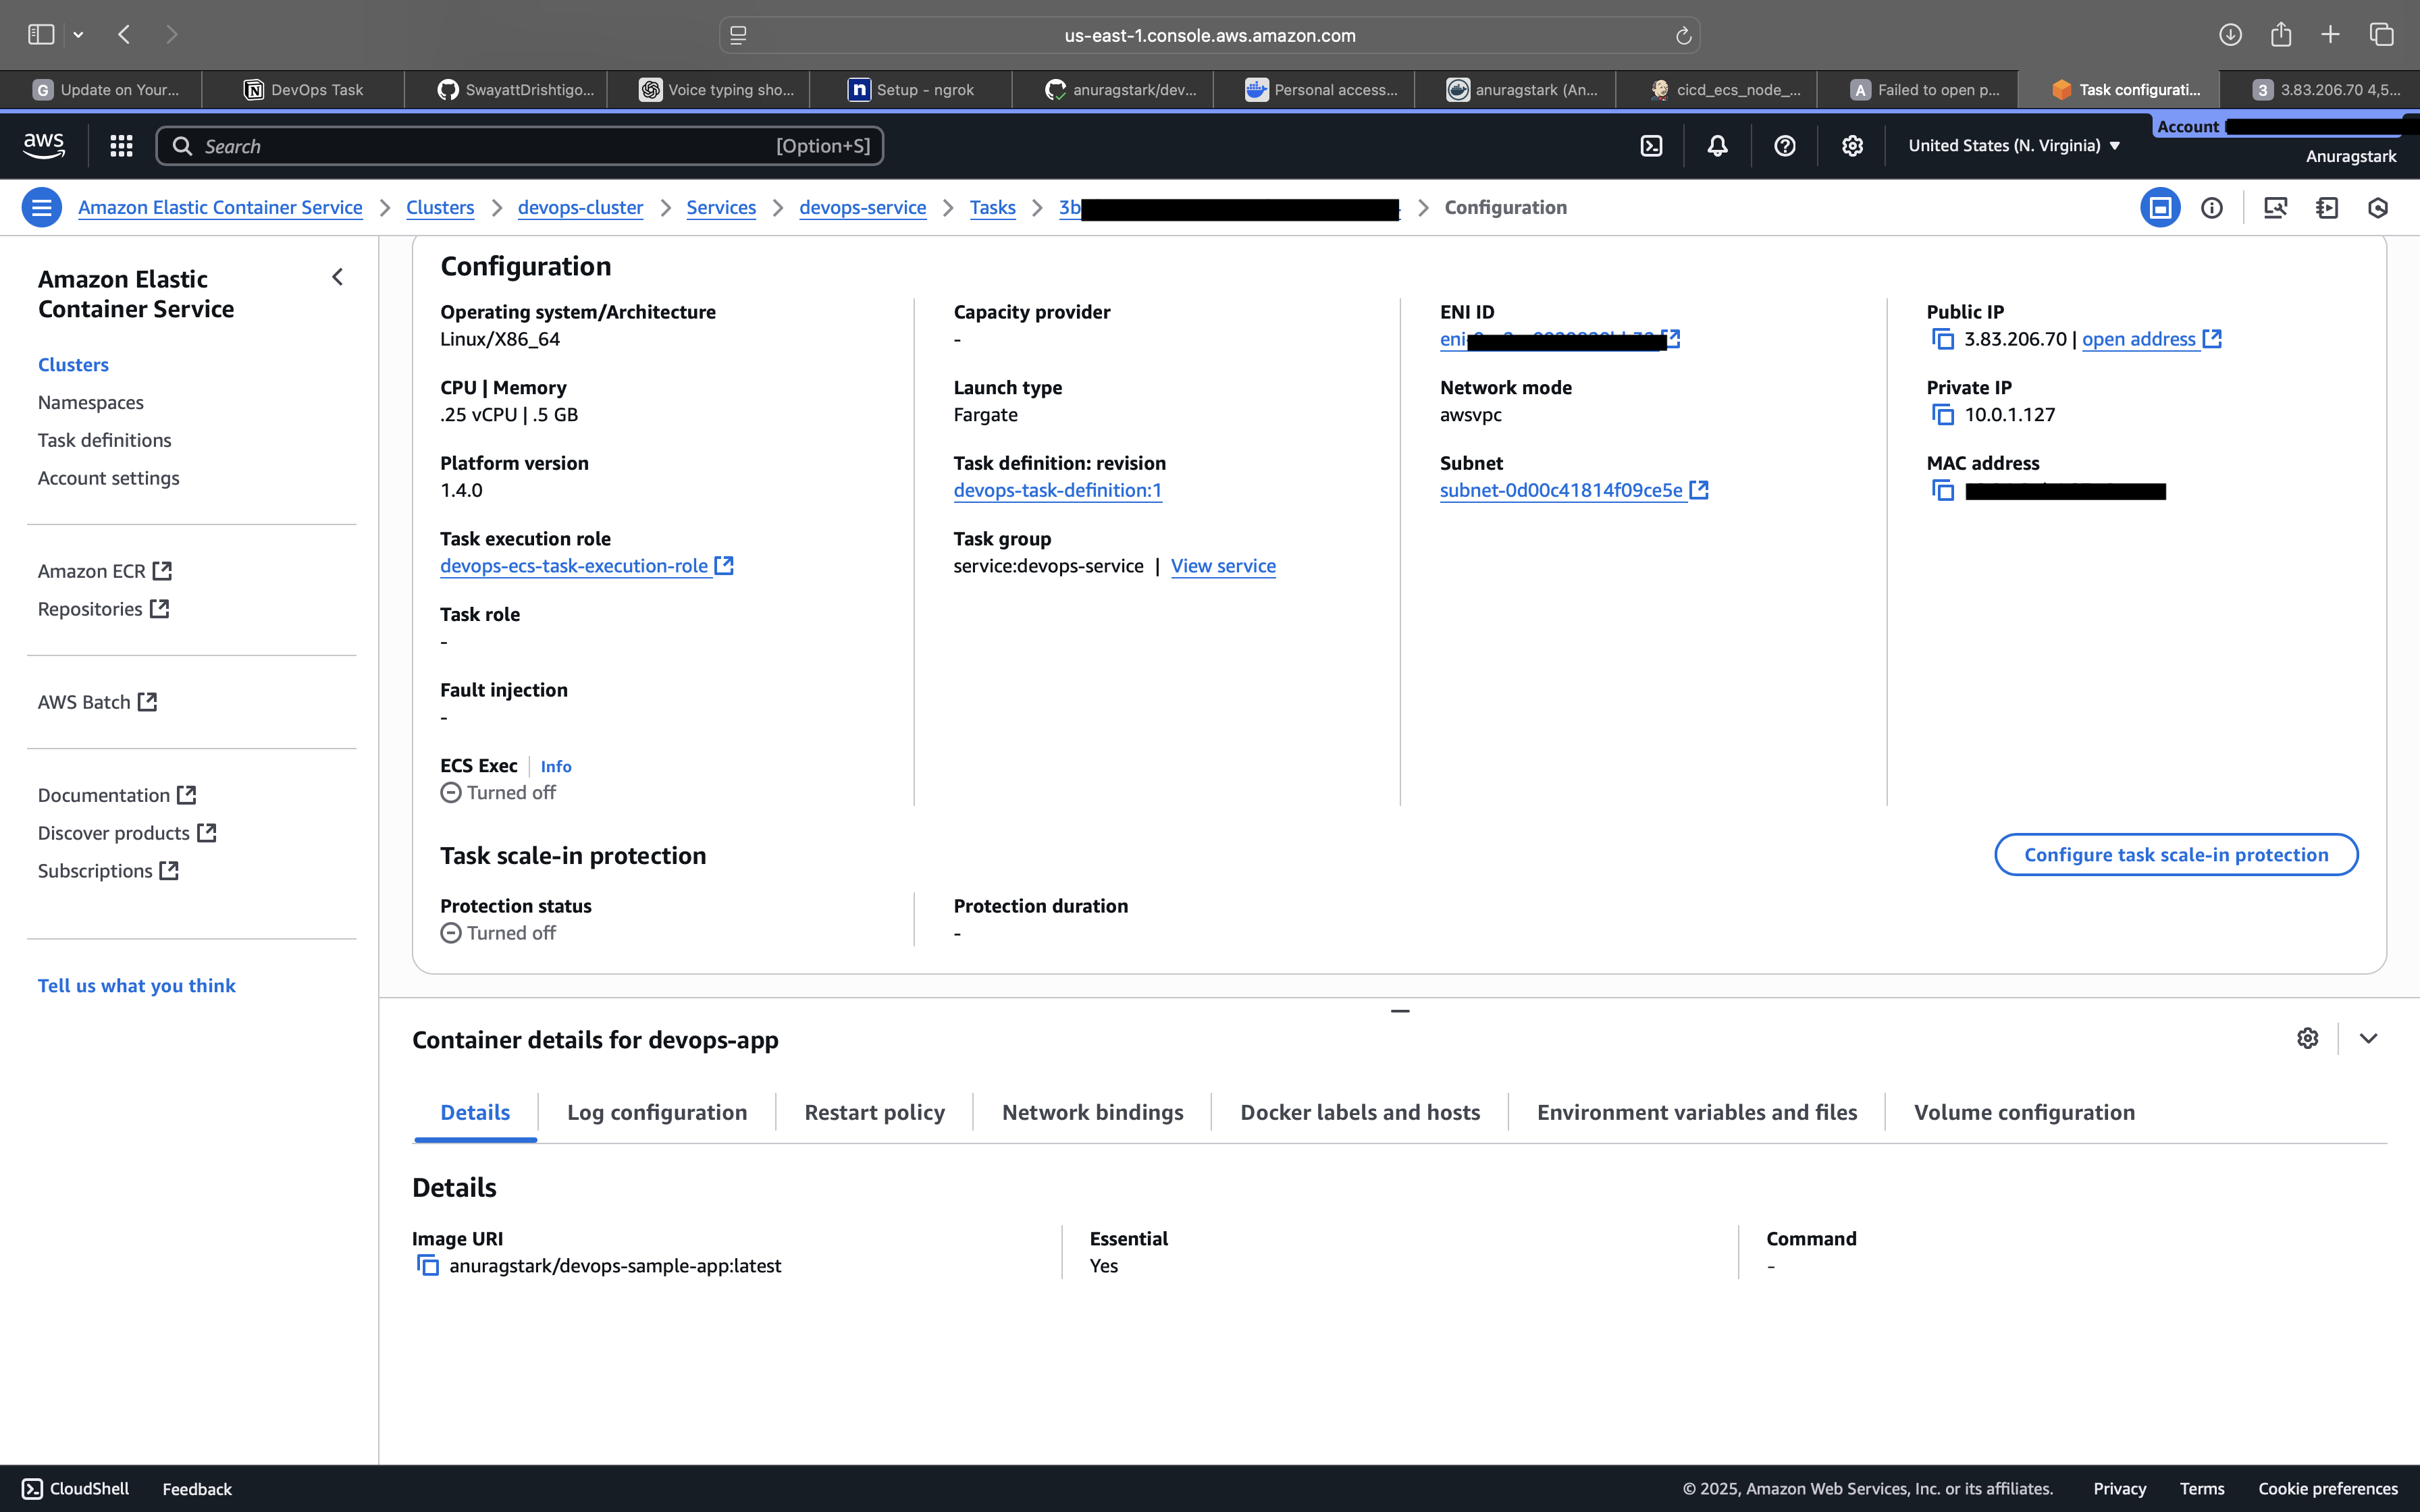 us-east-1.console.aws.amazon.com
G Update on Your...
DevOps Task
SwayattDrishtigo...
Voice typing sho...
n Setup - ngrok
anuragstark/dev...
Personal access...
anuragstark (An...
cicd_ecs_node_...
A Failed to open p...
Task configurati...
3 3.83.206.70 4,5...
aws
Search [Option+S]
United States (N. Virginia)
Account
Anuragstark
Amazon Elastic Container Service
Clusters
devops-cluster
Services
devops-service
Tasks
3b
Configuration
Amazon Elastic
Container Service
Clusters
Namespaces
Task definitions
Account settings
Amazon ECR
Repositories
AWS Batch
Documentation
Discover products
Subscriptions
Tell us what you think
Configuration
Operating system/Architecture
Linux/X86_64
CPU | Memory
.25 vCPU | .5 GB
Platform version
1.4.0
Task execution role
devops-ecs-task-execution-role
Task role
-
Fault injection
-
ECS Exec Info
Turned off
Capacity provider
-
Launch type
Fargate
Task definition: revision
devops-task-definition:1
Task group
service:devops-service | View service
ENI ID
eni
Network mode
awsvpc
Subnet
subnet-0d00c41814f09ce5e
Public IP
3.83.206.70 | open address
Private IP
10.0.1.127
MAC address
Task scale-in protection
Configure task scale-in protection
Protection status
Turned off
Protection duration
-
Container details for devops-app
Details
Log configuration
Restart policy
Network bindings
Docker labels and hosts
Environment variables and files
Volume configuration
Details
Image URI
anuragstark/devops-sample-app:latest
Essential
Yes
Command
-
CloudShell
Feedback
© 2025, Amazon Web Services, Inc. or its affiliates.
Privacy
Terms
Cookie preferences